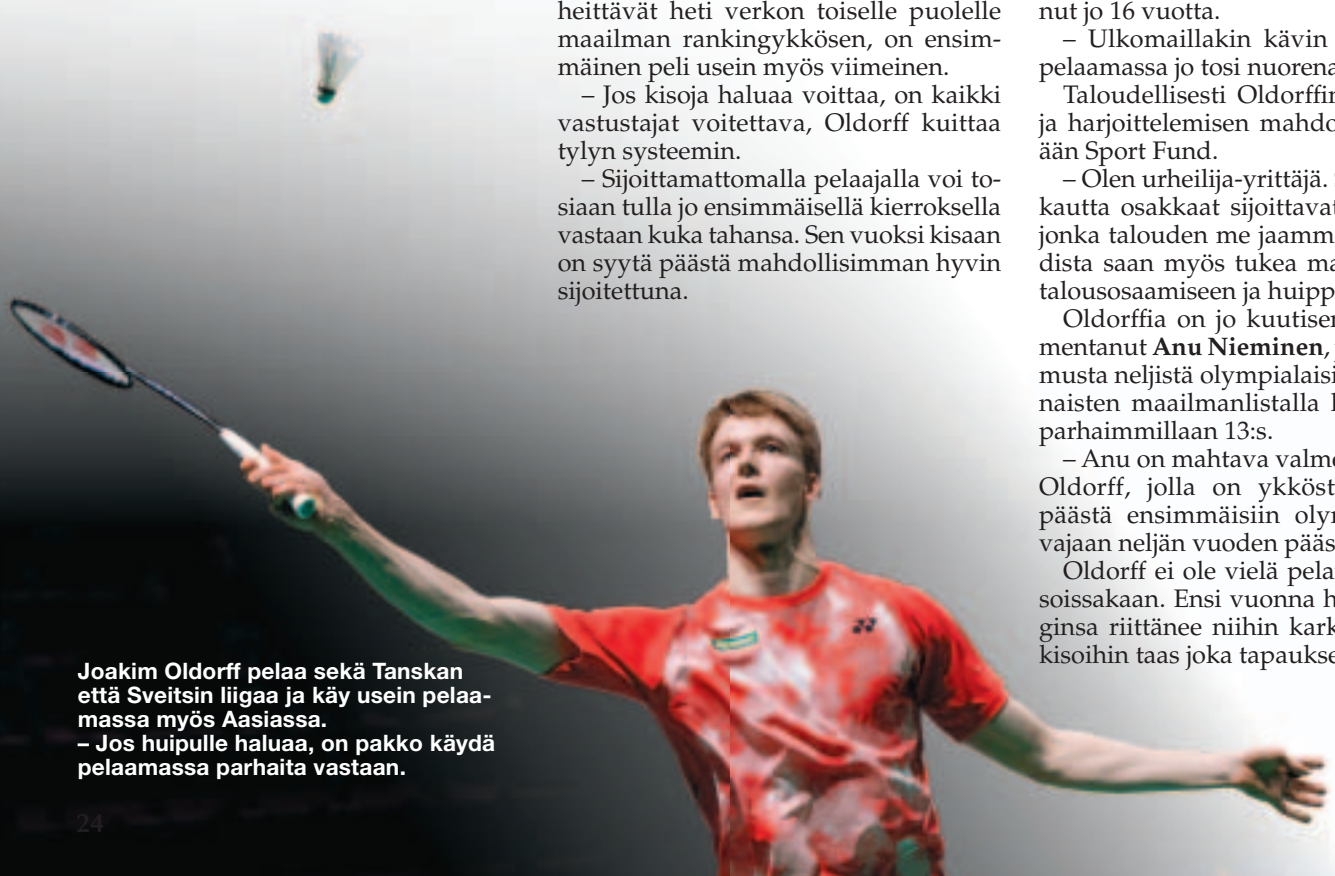 heittävät heti verkon toiselle puolelle
maailman rankingykkösen, on ensim-
mäinen peli usein myös viimeinen.
– Jos kisoja haluaa voittaa, on kaikki
vastustajat voitettava, Oldorff kuittaa
tylyn systeemin.
– Sijoittamattomalla pelaajalla voi to-
siaan tulla jo ensimmäisellä kierroksella
vastaan kuka tahansa. Sen vuoksi kisaan
on syytä päästä mahdollisimman hyvin
sijoitettuna.
nut jo 16 vuotta.
– Ulkomaillakin kävin
pelaamassa jo tosi nuorena
Taloudellisesti Oldorffin
ja harjoittelemisen mahdo
ään Sport Fund.
– Olen urheilija-yrittäjä.
kautta osakkaat sijoittavat
jonka talouden me jaamm
dista saan myös tukea ma
talousosaamiseen ja huipp
Oldorffia on jo kuutisen
mentanut Anu Nieminen,
musta neljistä olympialaisi
naisten maailmanlistalla
parhaimmillaan 13:s.
– Anu on mahtava valme
Oldorff, jolla on ykköst
päästä ensimmäisiin olym
vajaan neljän vuoden pääs
Oldorff ei ole vielä pela
soissakaan. Ensi vuonna h
ginsa riittänee niihin kark
kisoihin taas joka tapaukse
Joakim Oldorff pelaa sekä Tanskan
että Sveitsin liigaa ja käy usein pelaa-
massa myös Aasiassa.
– Jos huipulle haluaa, on pakko käydä
pelaamassa parhaita vastaan.
24